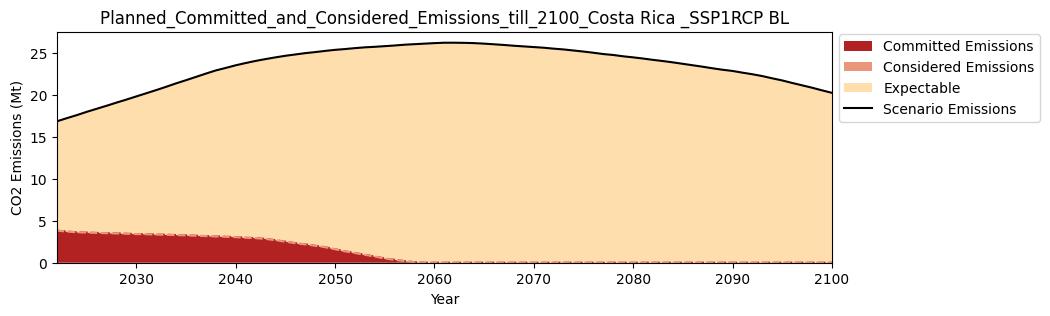 Planned_Committed_and_Considered_Emissions_till_2100_Costa Rica _SSP1RCP BL
25
20
15
10
5
0
CO2 Emissions (Mt)
2030 2040 2050 2060 2070 2080 2090 2100
Year
Committed Emissions
Considered Emissions
Expectable
Scenario Emissions